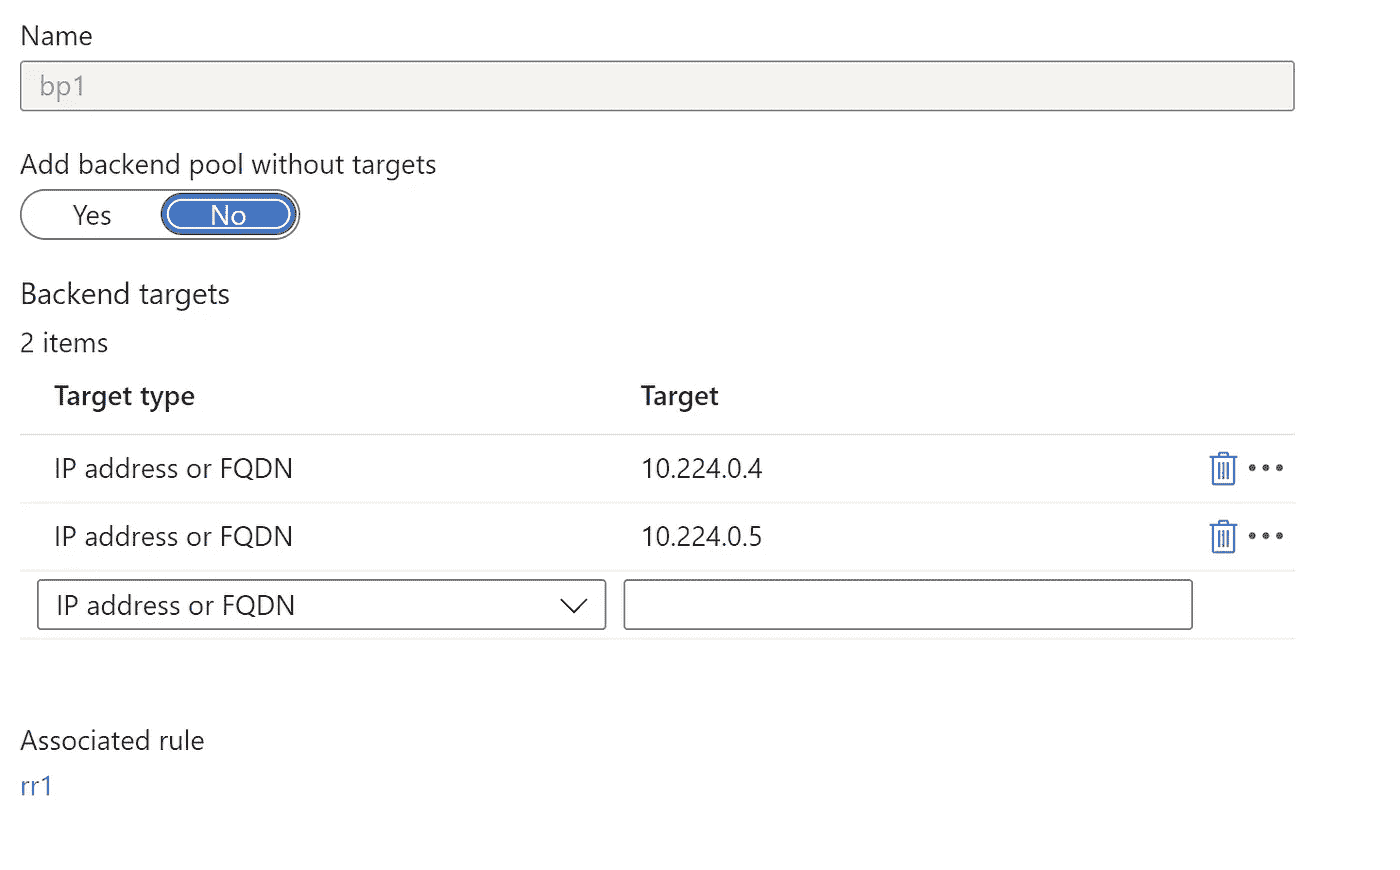 Name
bp1
Add backend pool without targets
Yes No
Backend targets
2 items
Target type Target
IP address or FQDN 10.224.0.4
IP address or FQDN 10.224.0.5
IP address or FQDN
Associated rule
rr1